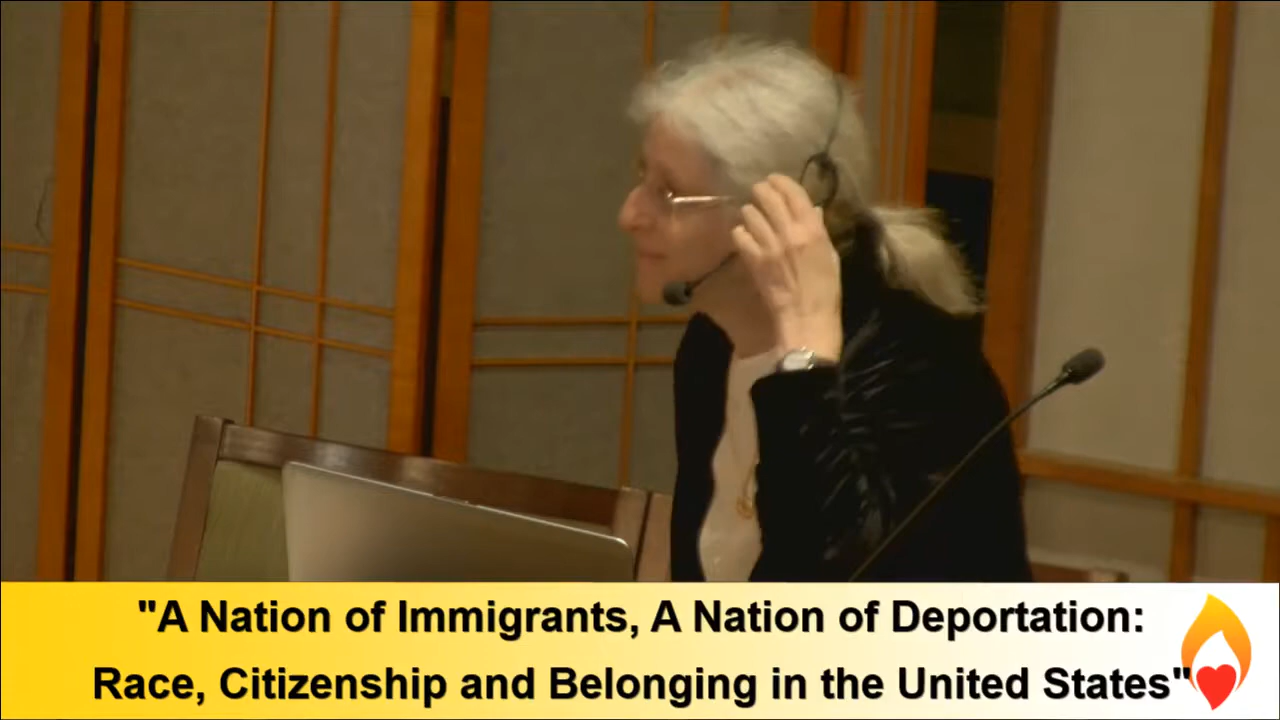 "A Nation of Immigrants, A Nation of Deportation:
Race, Citizenship and Belonging in the United States"